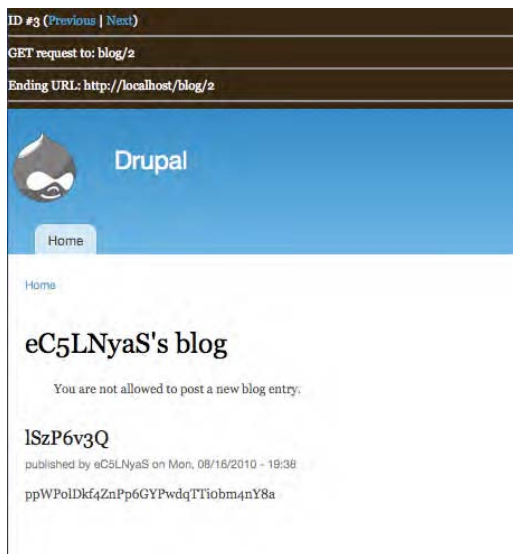 ID #3 (Previous | Next)
GET request to: blog/2
Ending URL: http://localhost/blog/2
Drupal
Home
Home
eC5LNyaS's blog
You are not allowed to post a new blog entry.
lSzP6v3Q
published by eC5LNyaS on Mon, 08/16/2010 - 19:38
ppWPolDkf4ZnPp6GYPwdqTTi0bm4nY8a